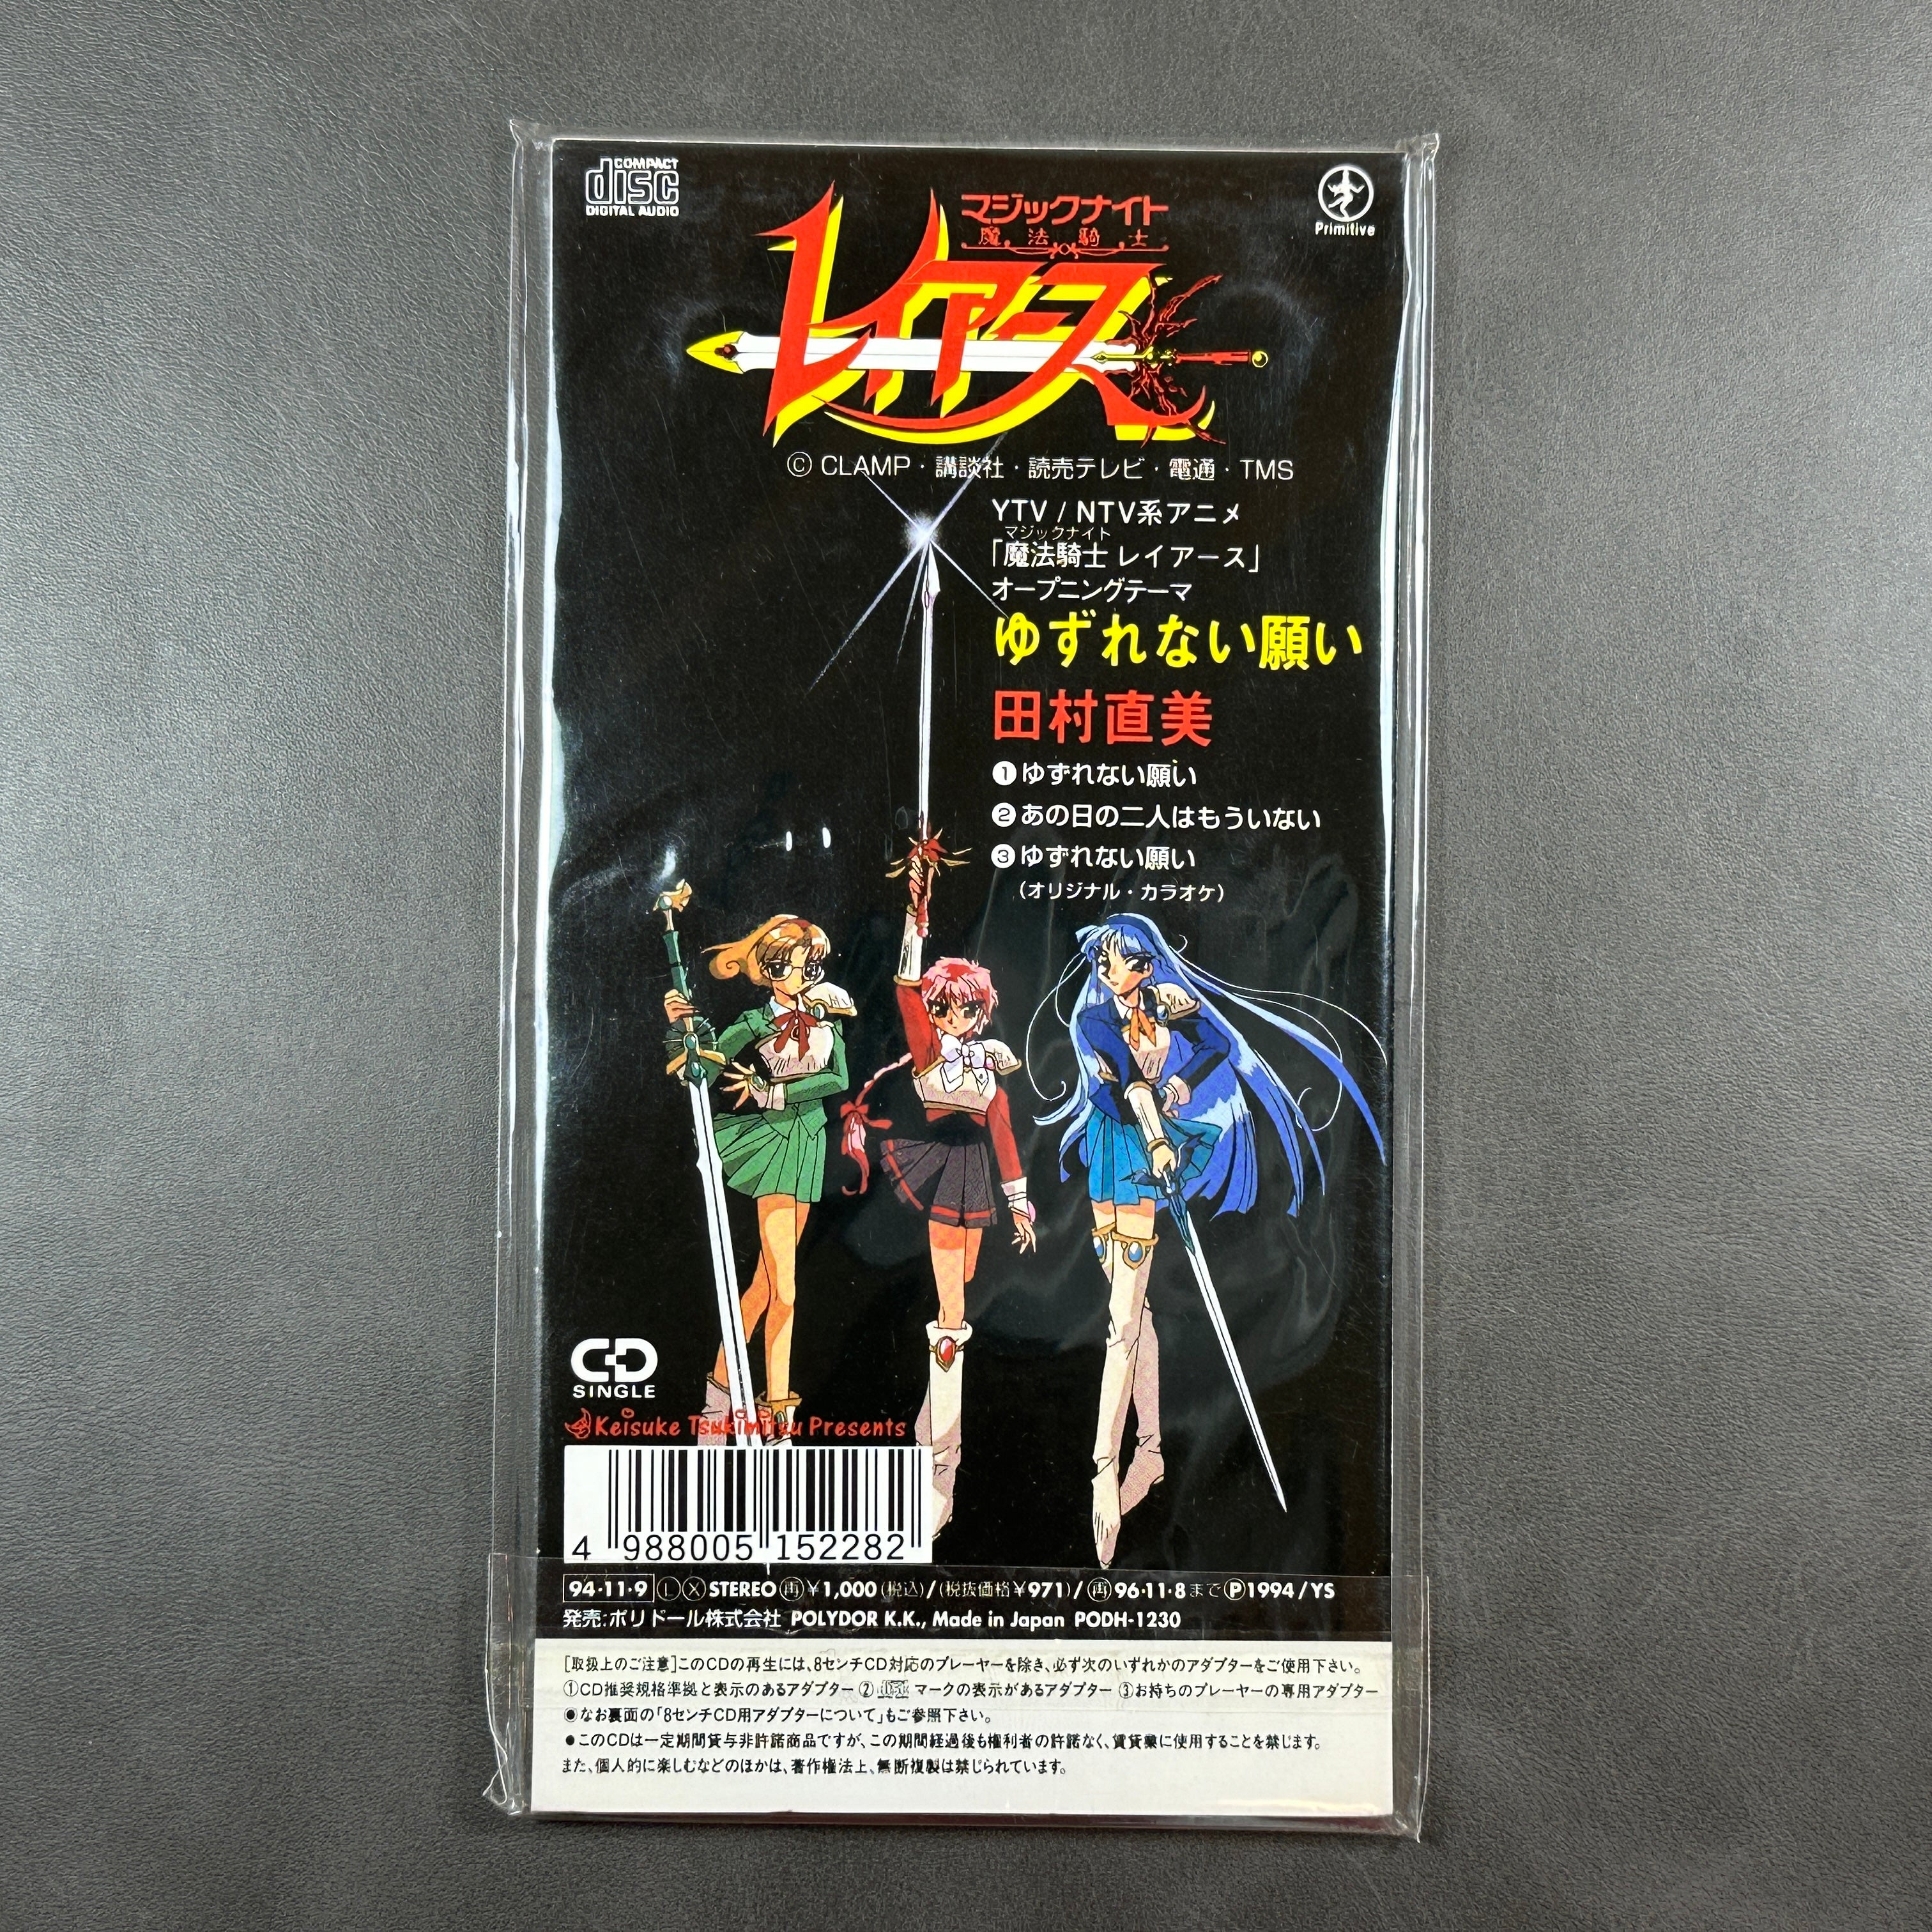 COMPACT
disc
DIGITAL AUDIO
Primitive
マジックナイト
魔法騎士
レイアース
Ⓒ CLAMP・講談社・読売テレビ・電通・TMS
YTV / NTV系アニメ
マジックナイト
「魔法騎士 レイアース」
オープニングテーマ
ゆずれない願い
田村直美
❶ゆずれない願い
❷あの日の二人はもういない
❸ゆずれない願い
(オリジナル・カラオケ)
CD
SINGLE
Keisuke Tsukimitsu Presents
4 988005 152282
94・11・9 Ⓛ Ⓧ STEREO ㊢¥1,000(税込)/(税抜価格¥971)/㊢96・11・8まで Ⓟ1994/YS
発売:ポリドール株式会社 POLYDOR K.K., Made in Japan PODH-1230
[取扱上のご注意]このCDの再生には、8センチCD対応のプレーヤーを除き、必ず次のいずれかのアダプターをご使用下さい。
①CD推奨規格準拠と表示のあるアダプター ②disc マークの表示があるアダプター ③お持ちのプレーヤーの専用アダプター
◉なお裏面の「8センチCD用アダプターについて」もご参照下さい。
●このCDは一定期間貸与非許諾商品ですが、この期間経過後も権利者の許諾なく、賃貸業に使用することを禁じます。
また、個人的に楽しむなどのほかは、著作権法上、無断複製は禁じられています。